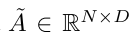 Ã ∈ ℝ^{N×D}